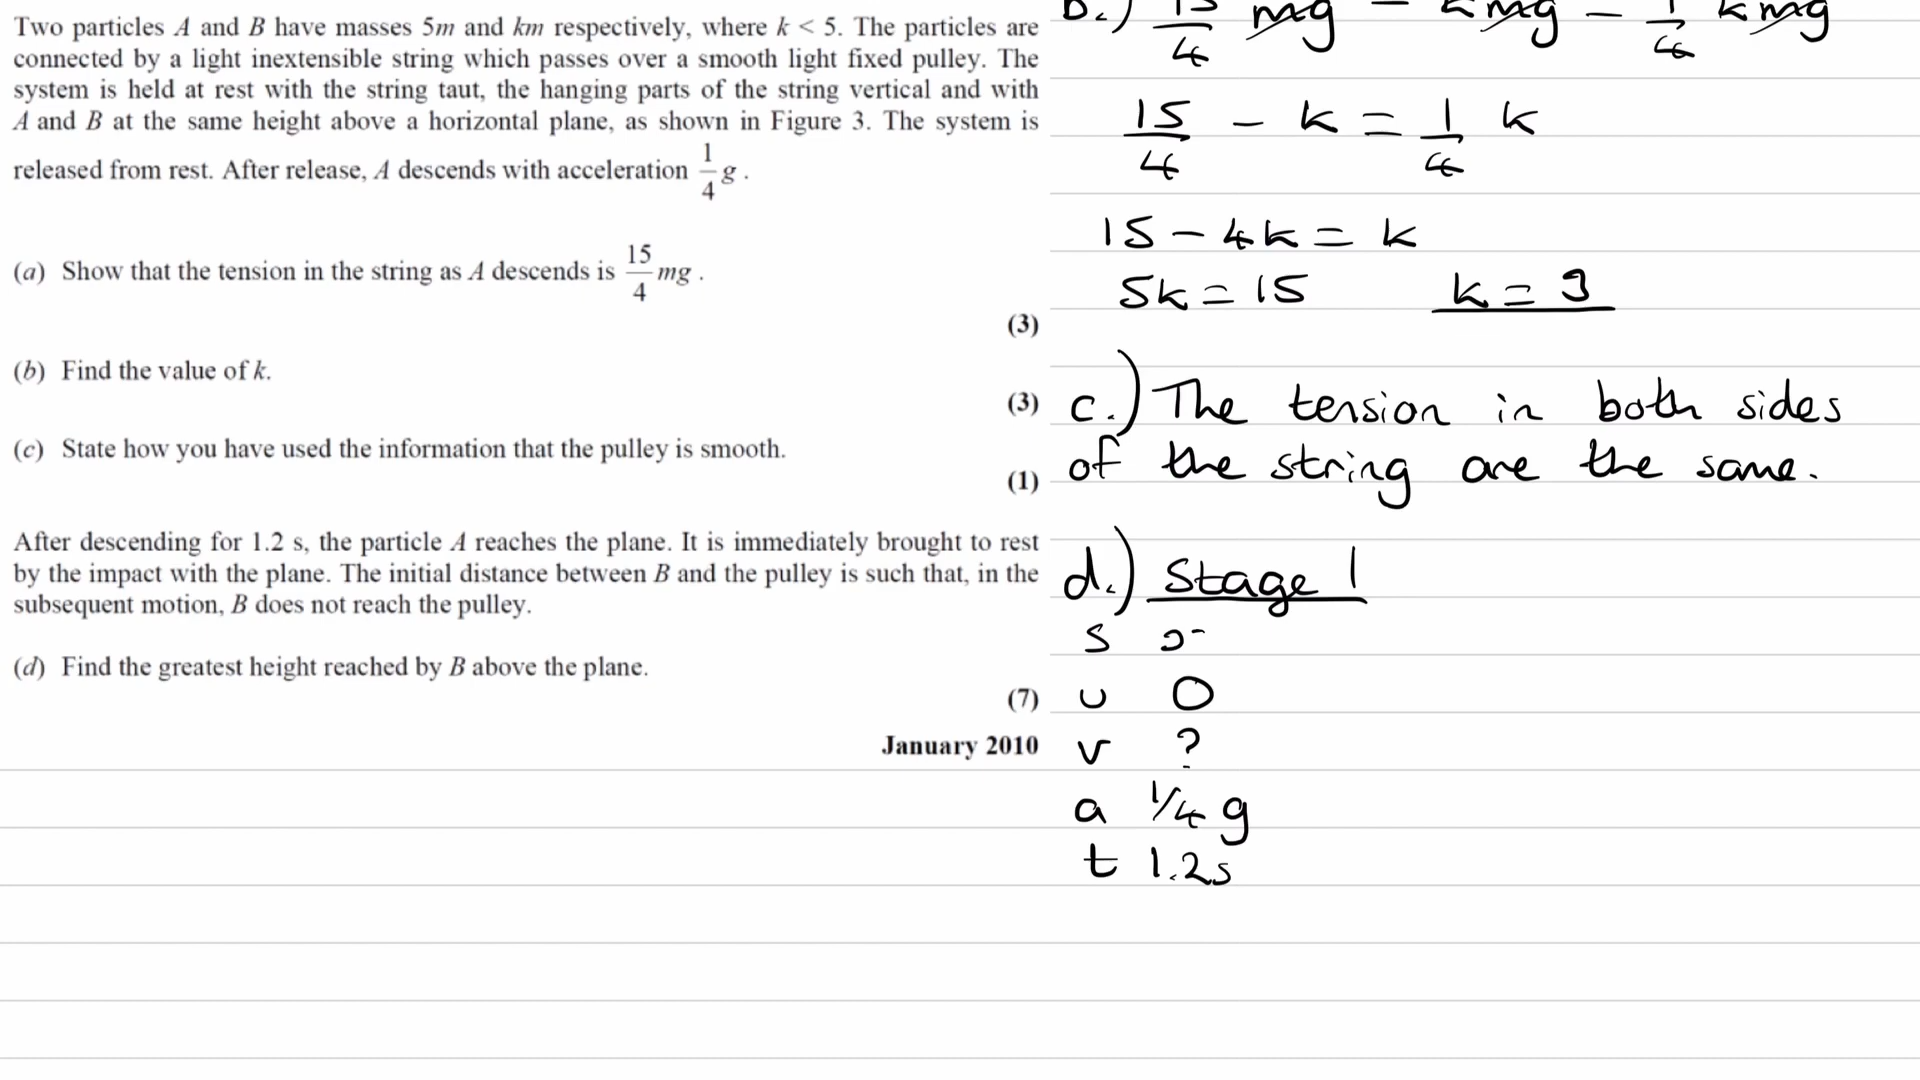 Two particles A and B have masses 5m and km respectively, where k < 5. The particles are
connected by a light inextensible string which passes over a smooth light fixed pulley. The
system is held at rest with the string taut, the hanging parts of the string vertical and with
A and B at the same height above a horizontal plane, as shown in Figure 3. The system is
released from rest. After release, A descends with acceleration 1/4 g .
(a) Show that the tension in the string as A descends is 15/4 mg .
(3)
(b) Find the value of k.
(3)
(c) State how you have used the information that the pulley is smooth.
(1)
After descending for 1.2 s, the particle A reaches the plane. It is immediately brought to rest
by the impact with the plane. The initial distance between B and the pulley is such that, in the
subsequent motion, B does not reach the pulley.
(d) Find the greatest height reached by B above the plane.
(7)
January 2010
b.) 15/4 mg - kmg = 1/4 kmg
15/4 - k = 1/4 k
15 - 4k = k
5k = 15 k = 3
c.) The tension in both sides
of the string are the same.
d.) Stage 1
s
u 0
v ?
a 1/4 g
t 1.2s